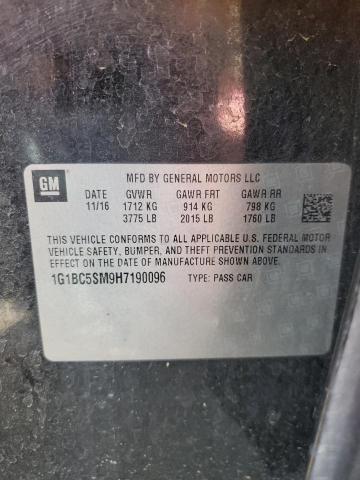 GM
MFD BY GENERAL MOTORS LLC
DATE GVWR GAWR FRT GAWR RR
11/16 1712 KG 914 KG 798 KG
3775 LB 2015 LB 1760 LB
THIS VEHICLE CONFORMS TO ALL APPLICABLE U.S. FEDERAL MOTOR
VEHICLE SAFETY, BUMPER, AND THEFT PREVENTION STANDARDS IN
EFFECT ON THE DATE OF MANUFACTURE SHOWN ABOVE.
1G1BC5SM9H7190096 TYPE: PASS CAR